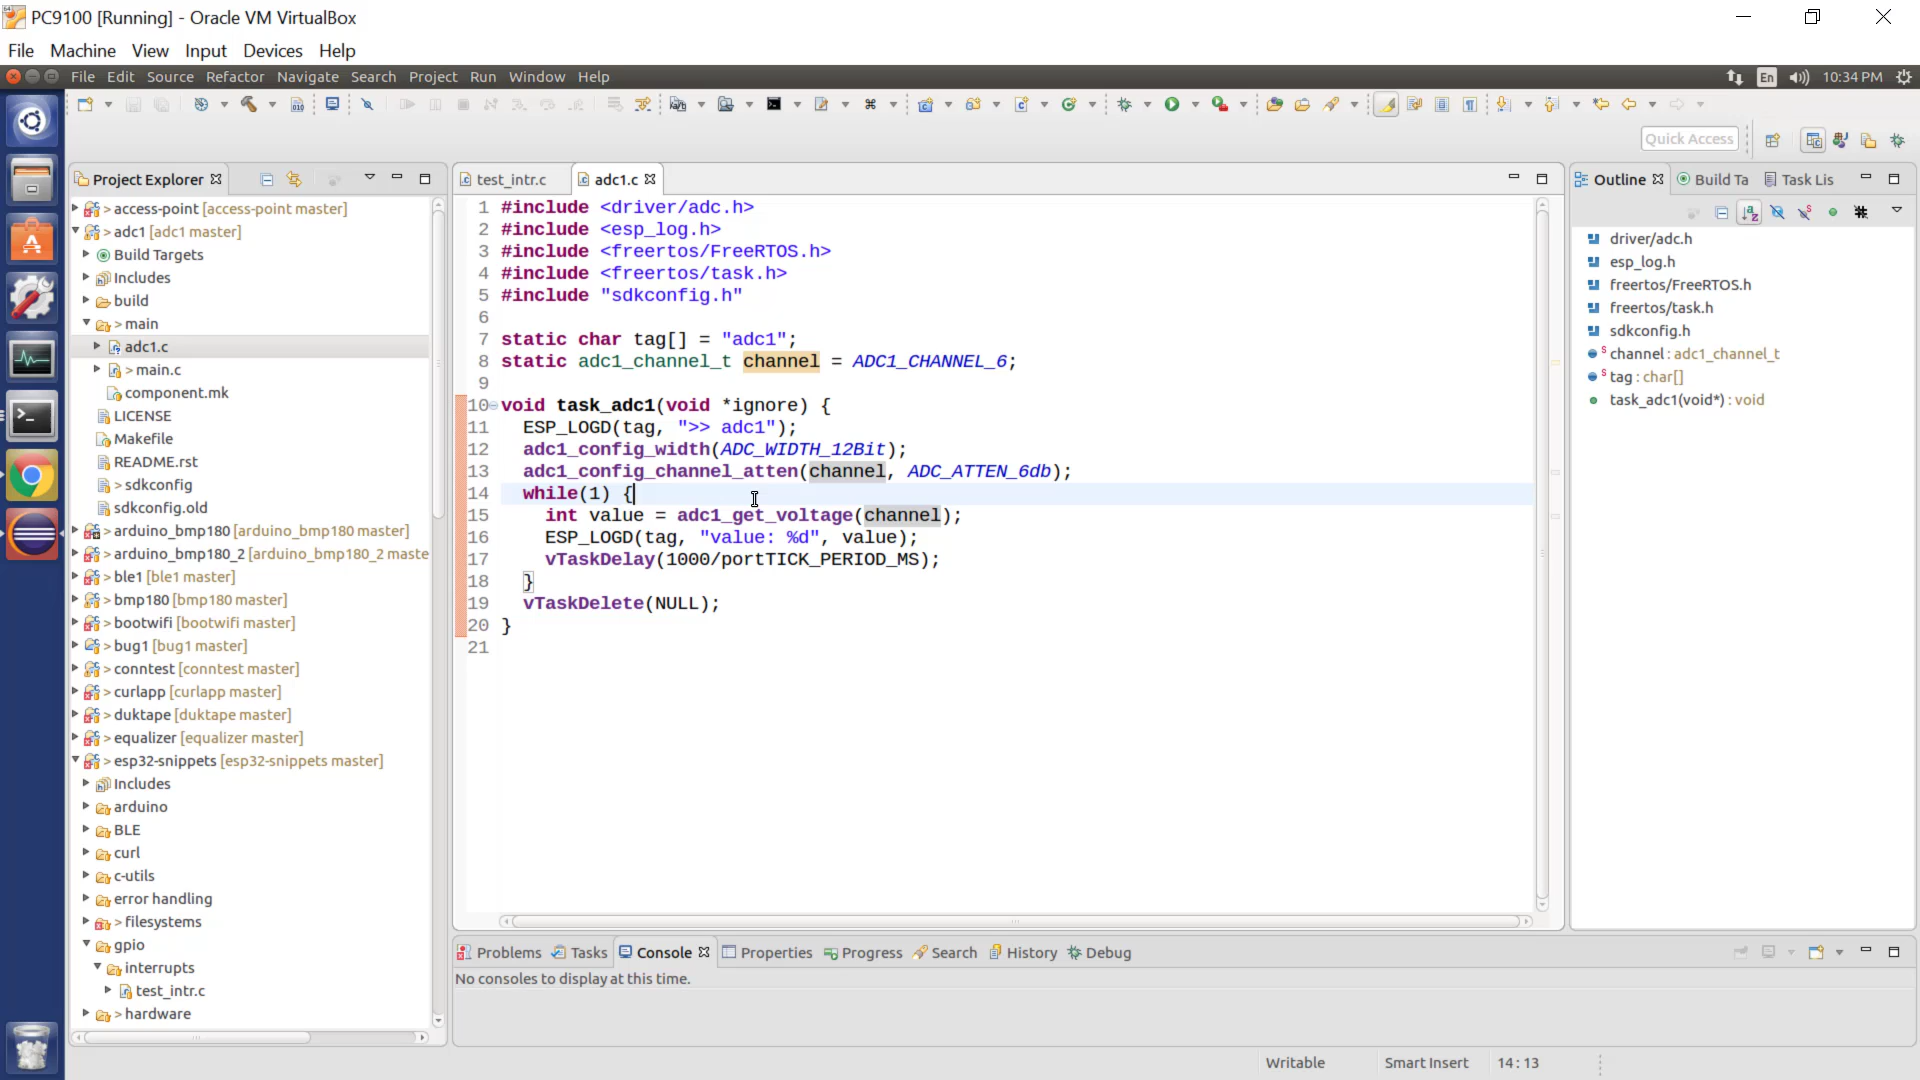 PC9100 [Running] - Oracle VM VirtualBox
File Machine View Input Devices Help
File Edit Source Refactor Navigate Search Project Run Window Help
En 10:34 PM
Quick Access
Project Explorer
> access-point [access-point master]
> adc1 [adc1 master]
Build Targets
Includes
build
> main
adc1.c
> main.c
component.mk
LICENSE
Makefile
README.rst
> sdkconfig
sdkconfig.old
> arduino_bmp180 [arduino_bmp180 master]
> arduino_bmp180_2 [arduino_bmp180_2 maste
> ble1 [ble1 master]
> bmp180 [bmp180 master]
> bootwifi [bootwifi master]
> bug1 [bug1 master]
> conntest [conntest master]
> curlapp [curlapp master]
> duktape [duktape master]
> equalizer [equalizer master]
> esp32-snippets [esp32-snippets master]
Includes
arduino
BLE
curl
c-utils
error handling
> filesystems
gpio
interrupts
test_intr.c
> hardware
test_intr.c adc1.c
1 #include <driver/adc.h>
2 #include <esp_log.h>
3 #include <freertos/FreeRTOS.h>
4 #include <freertos/task.h>
5 #include "sdkconfig.h"
6
7 static char tag[] = "adc1";
8 static adc1_channel_t channel = ADC1_CHANNEL_6;
9
10 void task_adc1(void *ignore) {
11 ESP_LOGD(tag, ">> adc1");
12 adc1_config_width(ADC_WIDTH_12Bit);
13 adc1_config_channel_atten(channel, ADC_ATTEN_6db);
14 while(1) {
15 int value = adc1_get_voltage(channel);
16 ESP_LOGD(tag, "value: %d", value);
17 vTaskDelay(1000/portTICK_PERIOD_MS);
18 }
19 vTaskDelete(NULL);
20 }
21
Outline Build Ta Task Lis
driver/adc.h
esp_log.h
freertos/FreeRTOS.h
freertos/task.h
sdkconfig.h
channel : adc1_channel_t
tag : char[]
task_adc1(void*) : void
Problems Tasks Console Properties Progress Search History Debug
No consoles to display at this time.
Writable Smart Insert 14 : 13